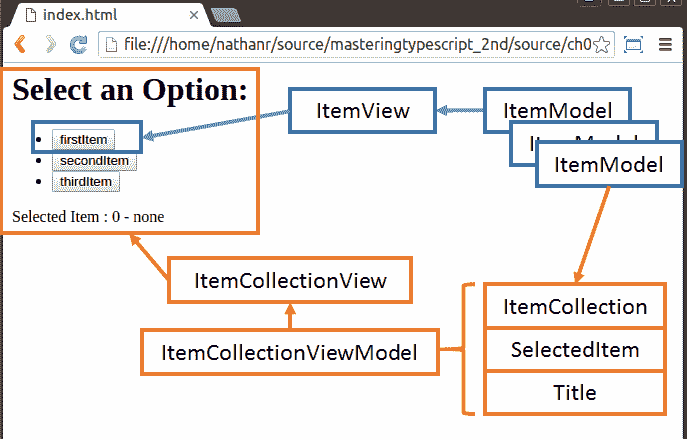 index.html
file:///home/nathanr/source/masteringtypescript_2nd/source/ch0
Select an Option:
firstItem
secondItem
thirdItem
Selected Item : 0 - none
ItemView
ItemModel
ItemModel
ItemModel
ItemCollectionView
ItemCollectionViewModel
ItemCollection
SelectedItem
Title